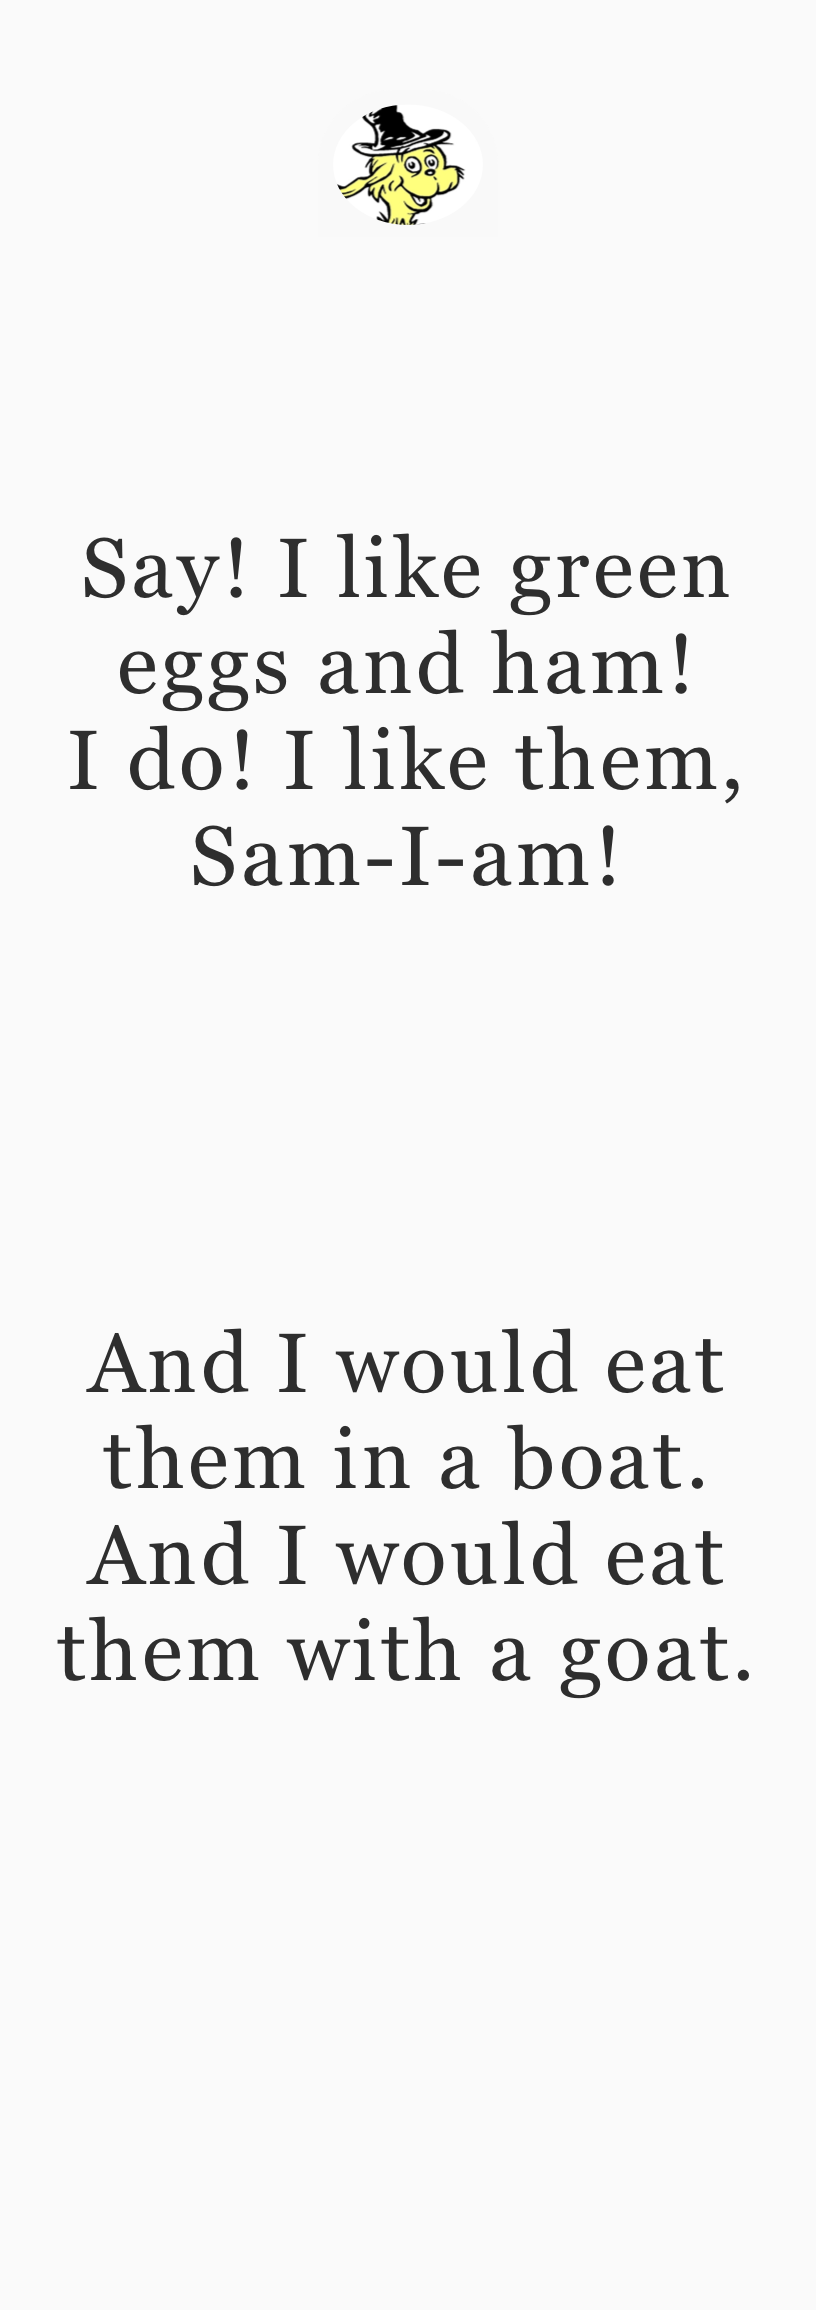 Say! I like green
eggs and ham!
I do! I like them,
Sam-I-am!
And I would eat
them in a boat.
And I would eat
them with a goat.